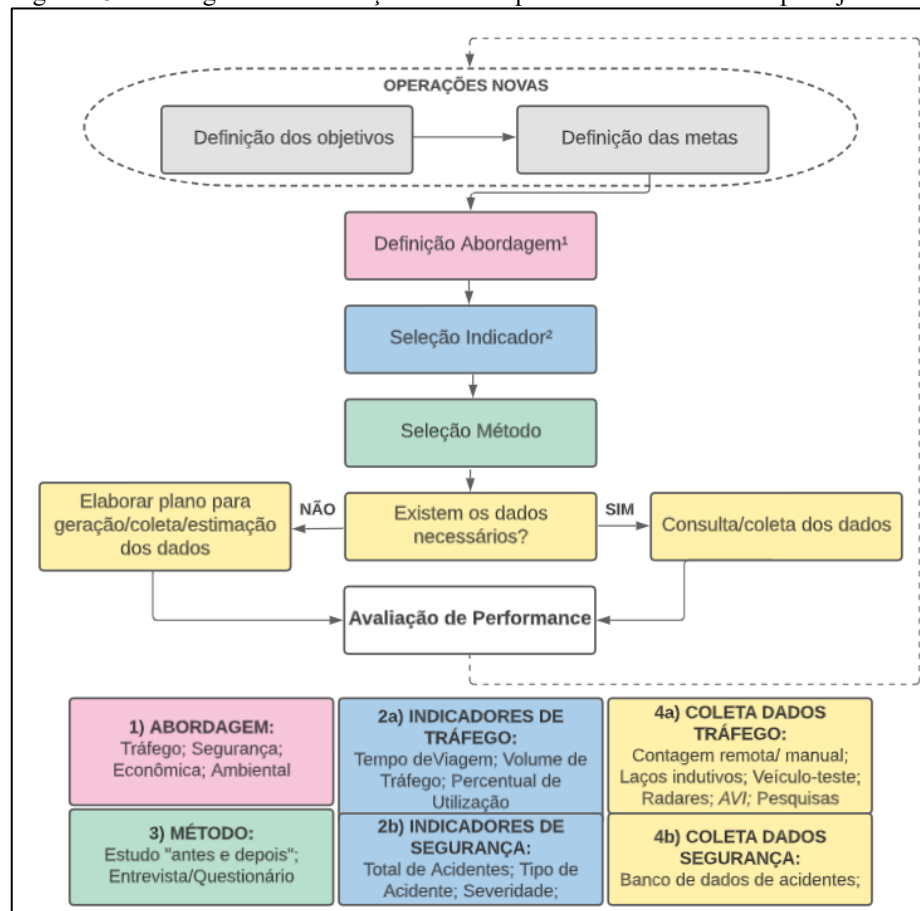 OPERAÇÕES NOVAS
Definição dos objetivos
Definição das metas
Definição Abordagem¹
Seleção Indicador²
Seleção Método
Elaborar plano para
geração/coleta/estimação
dos dados
NÃO
Existem os dados
necessários?
SIM
Consulta/coleta dos dados
Avaliação de Performance
1) ABORDAGEM:
Tráfego; Segurança;
Econômica; Ambiental
2a) INDICADORES DE
TRÁFEGO:
Tempo deViagem; Volume de
Tráfego; Percentual de
Utilização
4a) COLETA DADOS
TRÁFEGO:
Contagem remota/ manual;
Laços indutivos; Veículo-teste;
Radares; AVI; Pesquisas
3) MÉTODO:
Estudo "antes e depois";
Entrevista/Questionário
2b) INDICADORES DE
SEGURANÇA:
Total de Acidentes; Tipo de
Acidente; Severidade;
4b) COLETA DADOS
SEGURANÇA:
Banco de dados de acidentes;